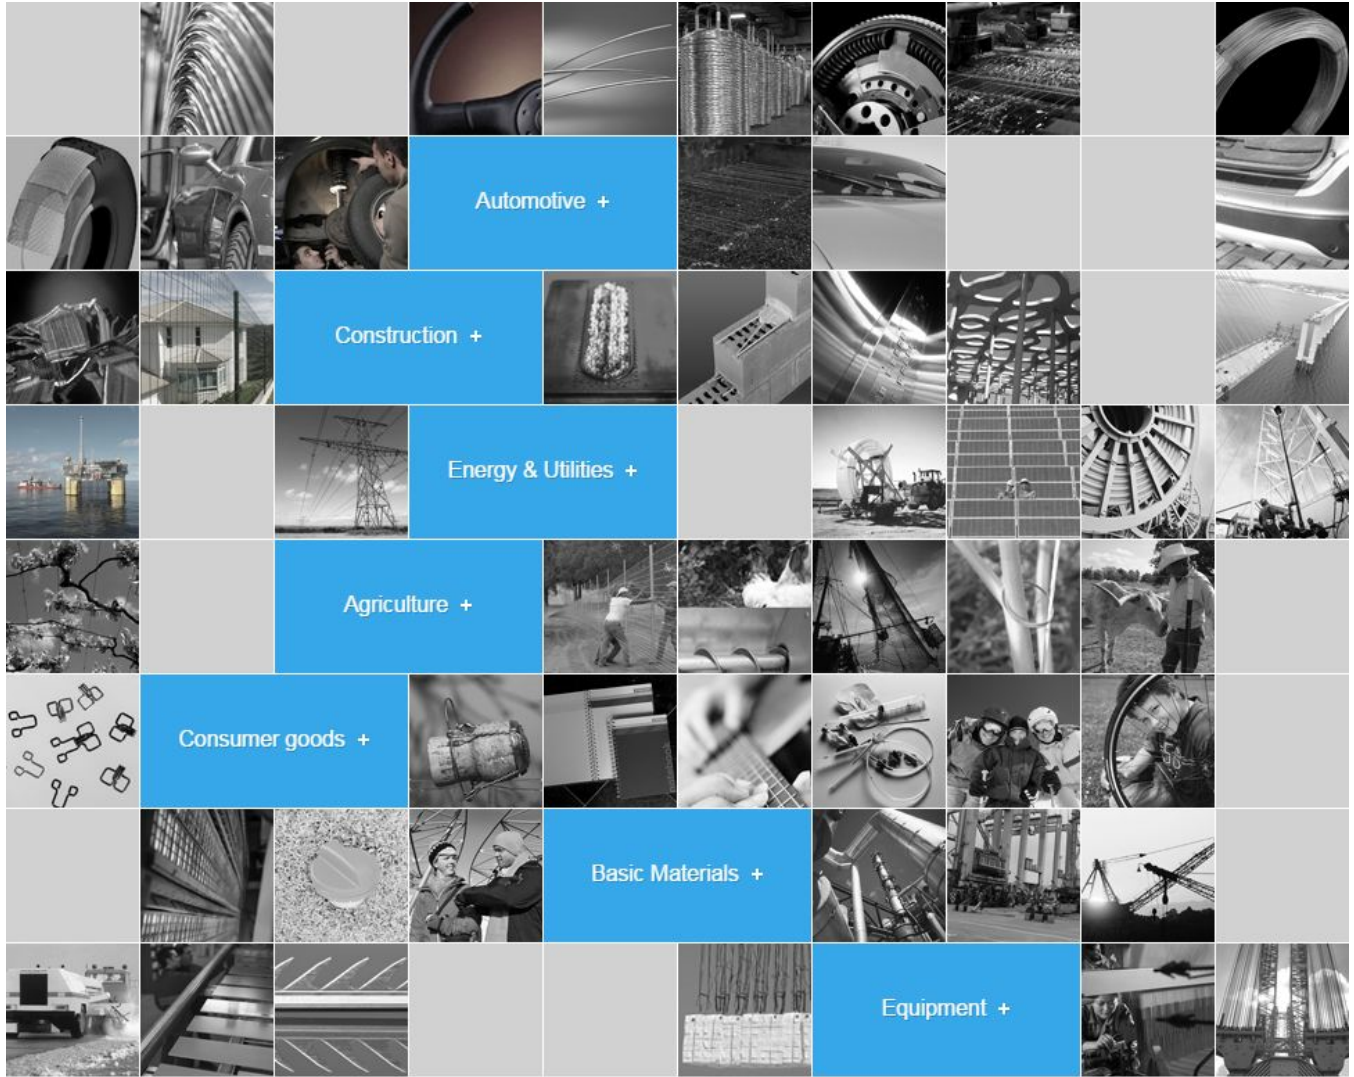 Automotive +
Construction +
Energy & Utilities +
Agriculture +
Consumer goods +
Basic Materials +
Equipment +